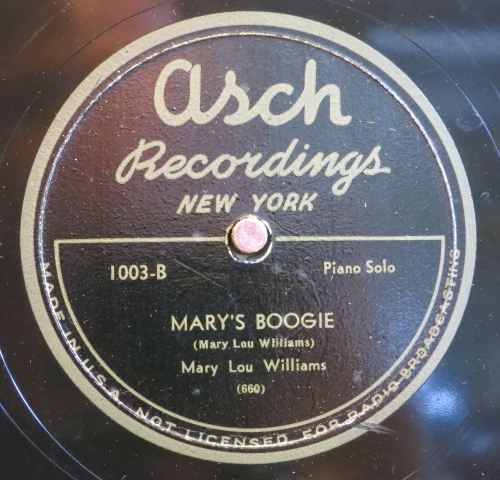 asch
Recordings
NEW YORK
1003-B
Piano Solo
MARY'S BOOGIE
(Mary Lou Williams)
Mary Lou Williams
(660)
MADE IN U.S.A. NOT LICENSED FOR RADIO BROADCASTING